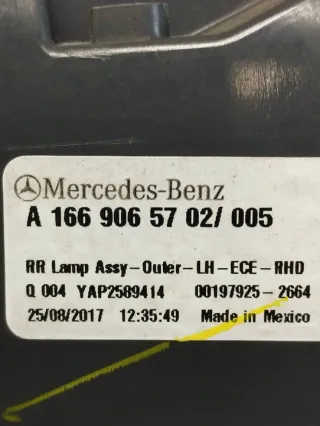 Mercedes-Benz
A 166 906 57 02/ 005
RR Lamp Assy-Outer-LH-ECE-RHD
Q 004 YAP2589414 00197925-2664
25/08/2017 12:35:49 Made in Mexico